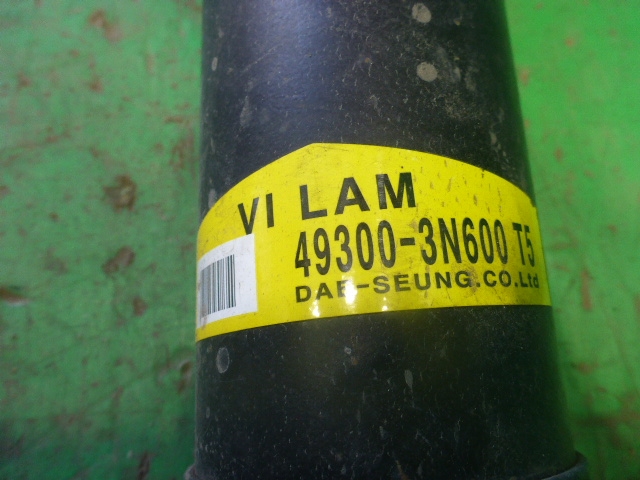 VI LAM
49300-3N600 T5
DAE-SEUNG.CO.Ltd